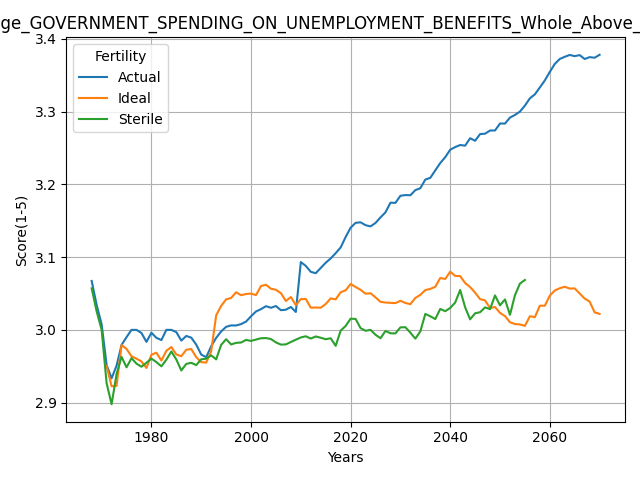 ge_GOVERNMENT_SPENDING_ON_UNEMPLOYMENT_BENEFITS_Whole_Above_
Fertility
Actual
Ideal
Sterile
Score(1-5)
3.4
3.3
3.2
3.1
3.0
2.9
1980 2000 2020 2040 2060
Years